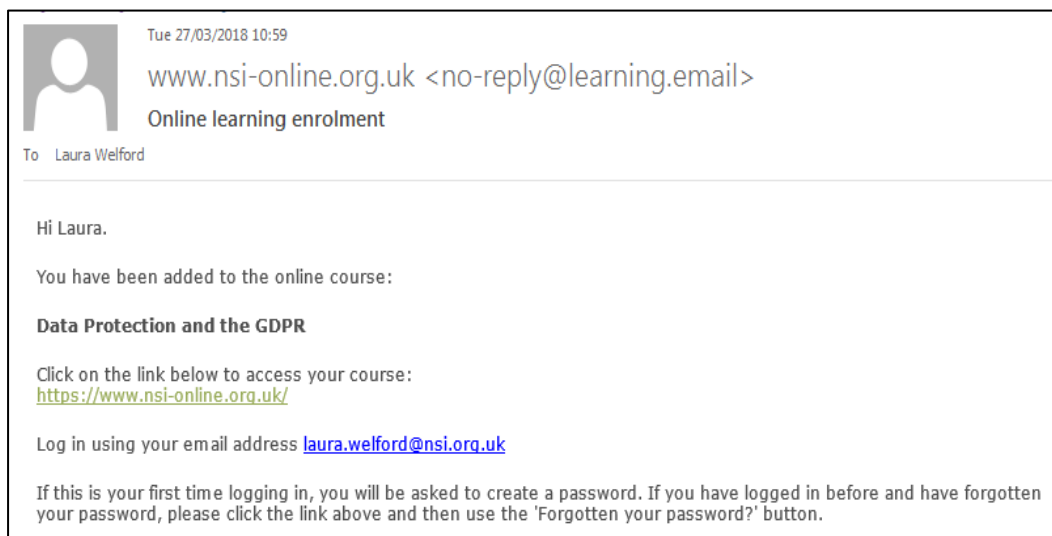 Tue 27/03/2018 10:59
www.nsi-online.org.uk <no-reply@learning.email>
Online learning enrolment
To Laura Welford
Hi Laura.
You have been added to the online course:
Data Protection and the GDPR
Click on the link below to access your course:
https://www.nsi-online.org.uk/
Log in using your email address laura.welford@nsi.org.uk
If this is your first time logging in, you will be asked to create a password. If you have logged in before and have forgotten
your password, please click the link above and then use the 'Forgotten your password?' button.